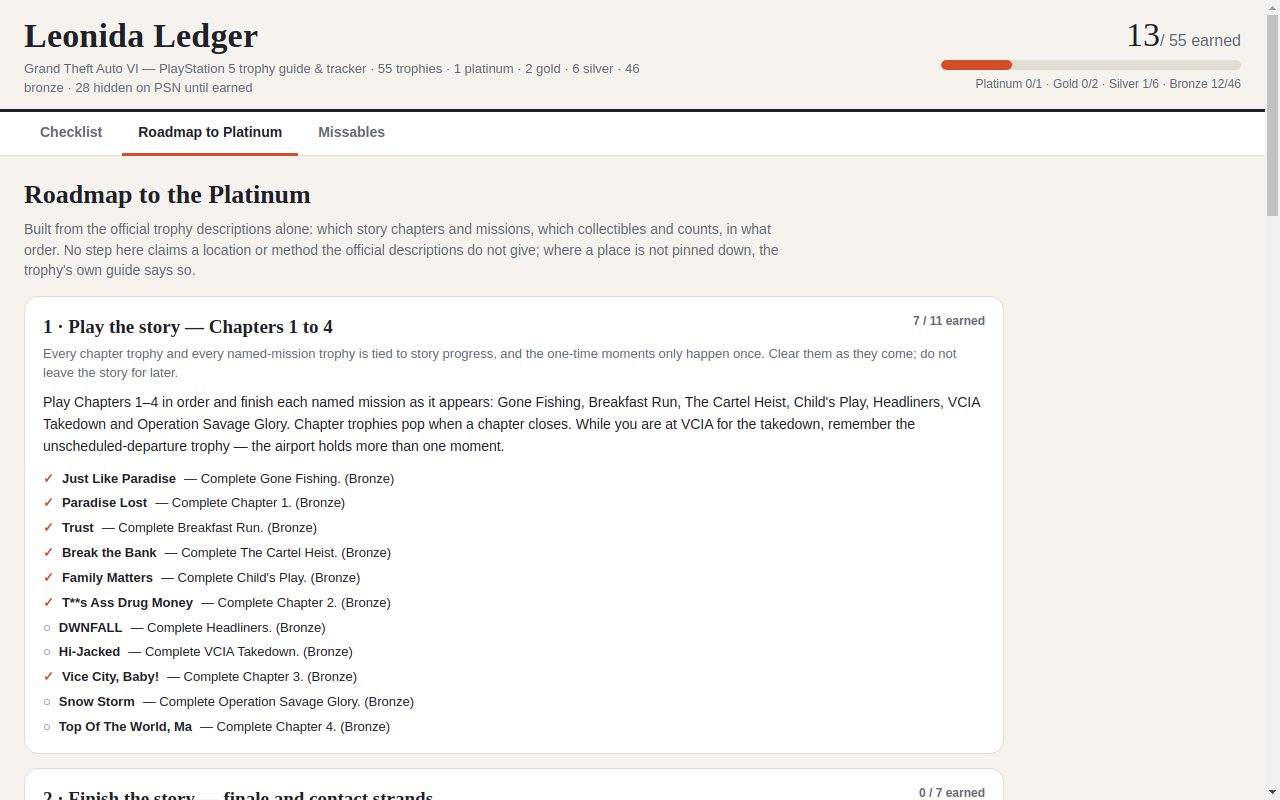 Leonida Ledger
Grand Theft Auto VI — PlayStation 5 trophy guide & tracker · 55 trophies · 1 platinum · 2 gold · 6 silver · 46
bronze · 28 hidden on PSN until earned
13/ 55 earned
Platinum 0/1 · Gold 0/2 · Silver 1/6 · Bronze 12/46
Checklist
Roadmap to Platinum
Missables
Roadmap to the Platinum
Built from the official trophy descriptions alone: which story chapters and missions, which collectibles and counts, in what
order. No step here claims a location or method the official descriptions do not give; where a place is not pinned down, the
trophy's own guide says so.
1 · Play the story — Chapters 1 to 4
7 / 11 earned
Every chapter trophy and every named-mission trophy is tied to story progress, and the one-time moments only happen once. Clear them as they come; do not
leave the story for later.
Play Chapters 1–4 in order and finish each named mission as it appears: Gone Fishing, Breakfast Run, The Cartel Heist, Child's Play, Headliners, VCIA
Takedown and Operation Savage Glory. Chapter trophies pop when a chapter closes. While you are at VCIA for the takedown, remember the
unscheduled-departure trophy — the airport holds more than one moment.
✓ Just Like Paradise — Complete Gone Fishing. (Bronze)
✓ Paradise Lost — Complete Chapter 1. (Bronze)
✓ Trust — Complete Breakfast Run. (Bronze)
✓ Break the Bank — Complete The Cartel Heist. (Bronze)
✓ Family Matters — Complete Child's Play. (Bronze)
✓ T**s Ass Drug Money — Complete Chapter 2. (Bronze)
○ DWNFALL — Complete Headliners. (Bronze)
○ Hi-Jacked — Complete VCIA Takedown. (Bronze)
✓ Vice City, Baby! — Complete Chapter 3. (Bronze)
○ Snow Storm — Complete Operation Savage Glory. (Bronze)
○ Top Of The World, Ma — Complete Chapter 4. (Bronze)
2 · Finish the story — finale and contact strands
0 / 7 earned